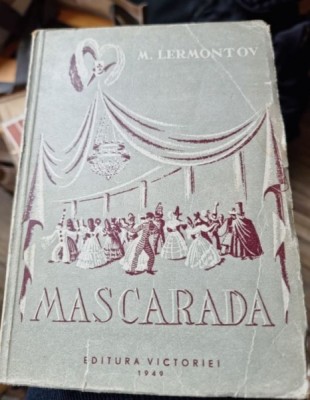 M. LERMONTOV
MASCARADA
EDITURA VICTORIEI
1949